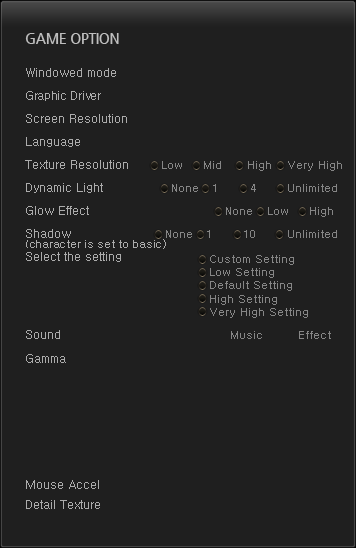 GAME OPTION
Windowed mode
Graphic Driver
Screen Resolution
Language
Texture Resolution Low Mid High Very High
Dynamic Light None 1 4 Unlimited
Glow Effect None Low High
Shadow None 1 10 Unlimited
(character is set to basic)
Select the setting Custom Setting
Low Setting
Default Setting
High Setting
Very High Setting
Sound Music Effect
Gamma
Mouse Accel
Detail Texture